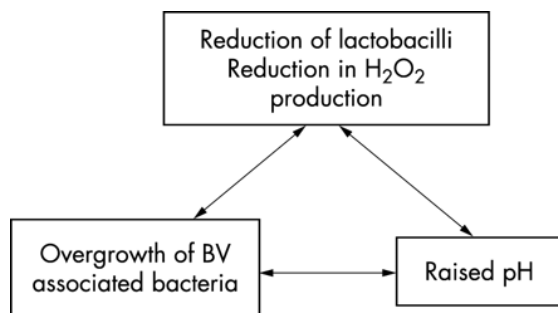 Reduction of lactobacilli
Reduction in H₂O₂
production
Overgrowth of BV
associated bacteria
Raised pH